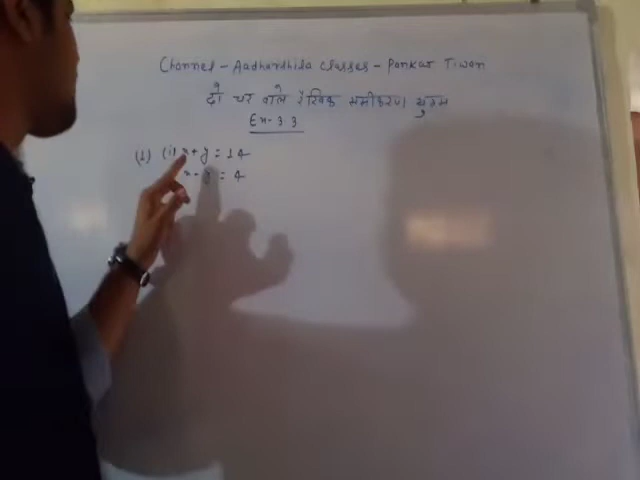 Channel - Aadharshila classes - Pankaj Tiwari
दो चर वाले रैखिक समीकरण युग्म
Ex - 3.3
(1) (i) x + y = 14
x - y = 4